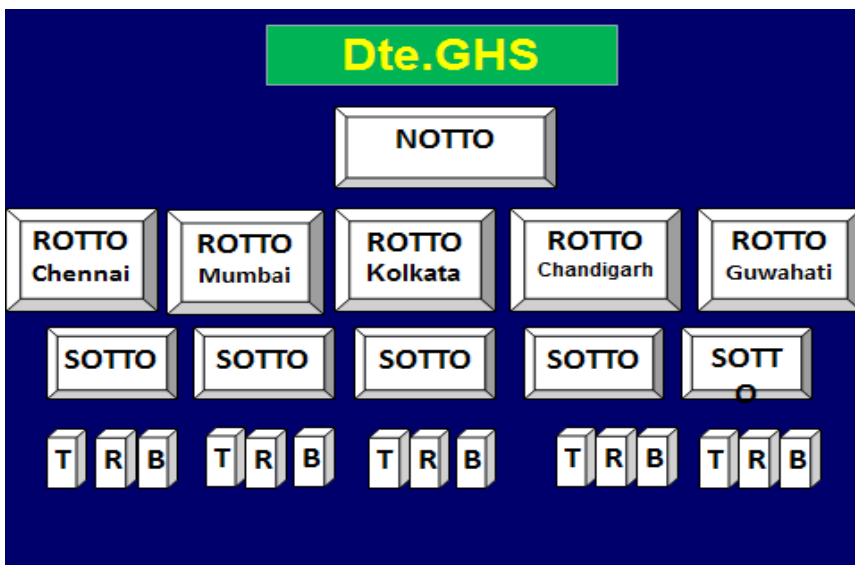 Dte.GHS
NOTTO
ROTTO ROTTO ROTTO ROTTO ROTTO
Chennai Mumbai Kolkata Chandigarh Guwahati
SOTTO SOTTO SOTTO SOTTO SOTT
O
T R B T R B T R B T R B T R B